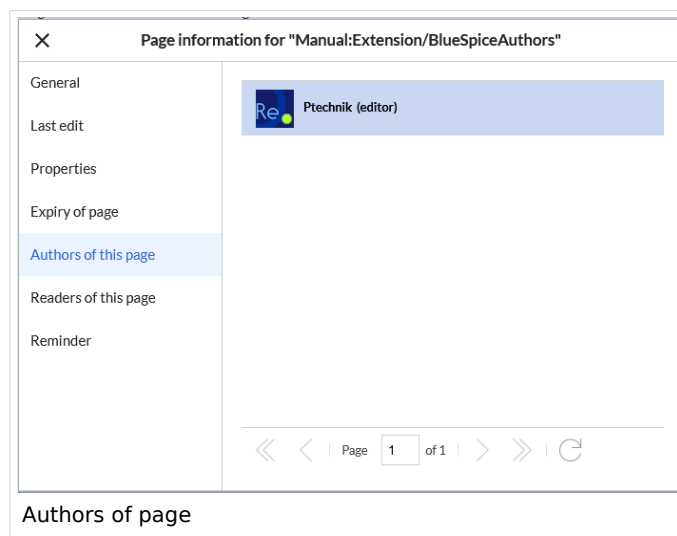 Page information for "Manual:Extension/BlueSpiceAuthors"
General
Last edit
Properties
Expiry of page
Authors of this page
Readers of this page
Reminder
Re
Ptechnik (editor)
Page 1 of 1
Authors of page